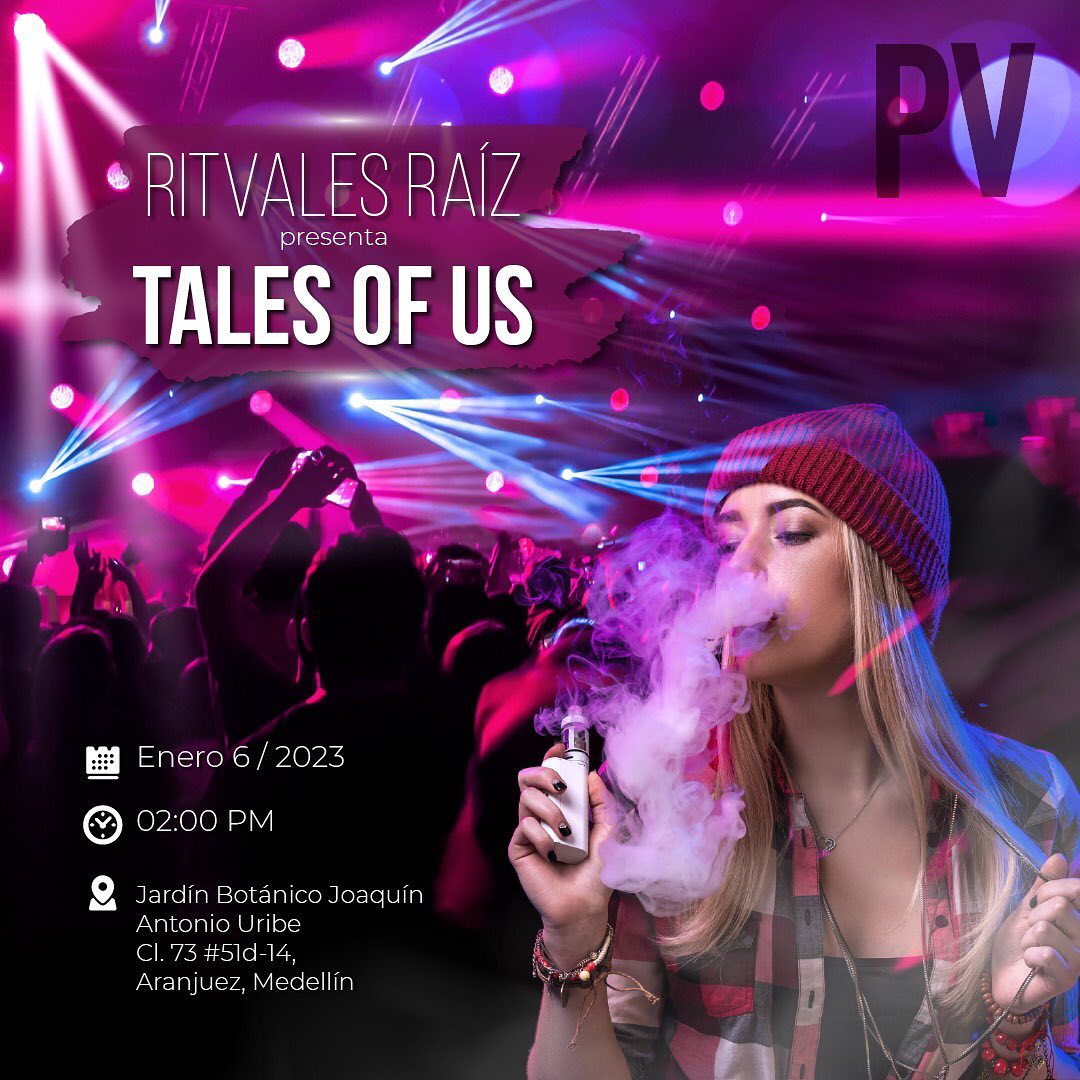 PV
RITVALES RAÍZ
presenta
TALES OF US
Enero 6 / 2023
02:00 PM
Jardín Botánico Joaquín
Antonio Uribe
Cl. 73 #51d-14,
Aranjuez, Medellín